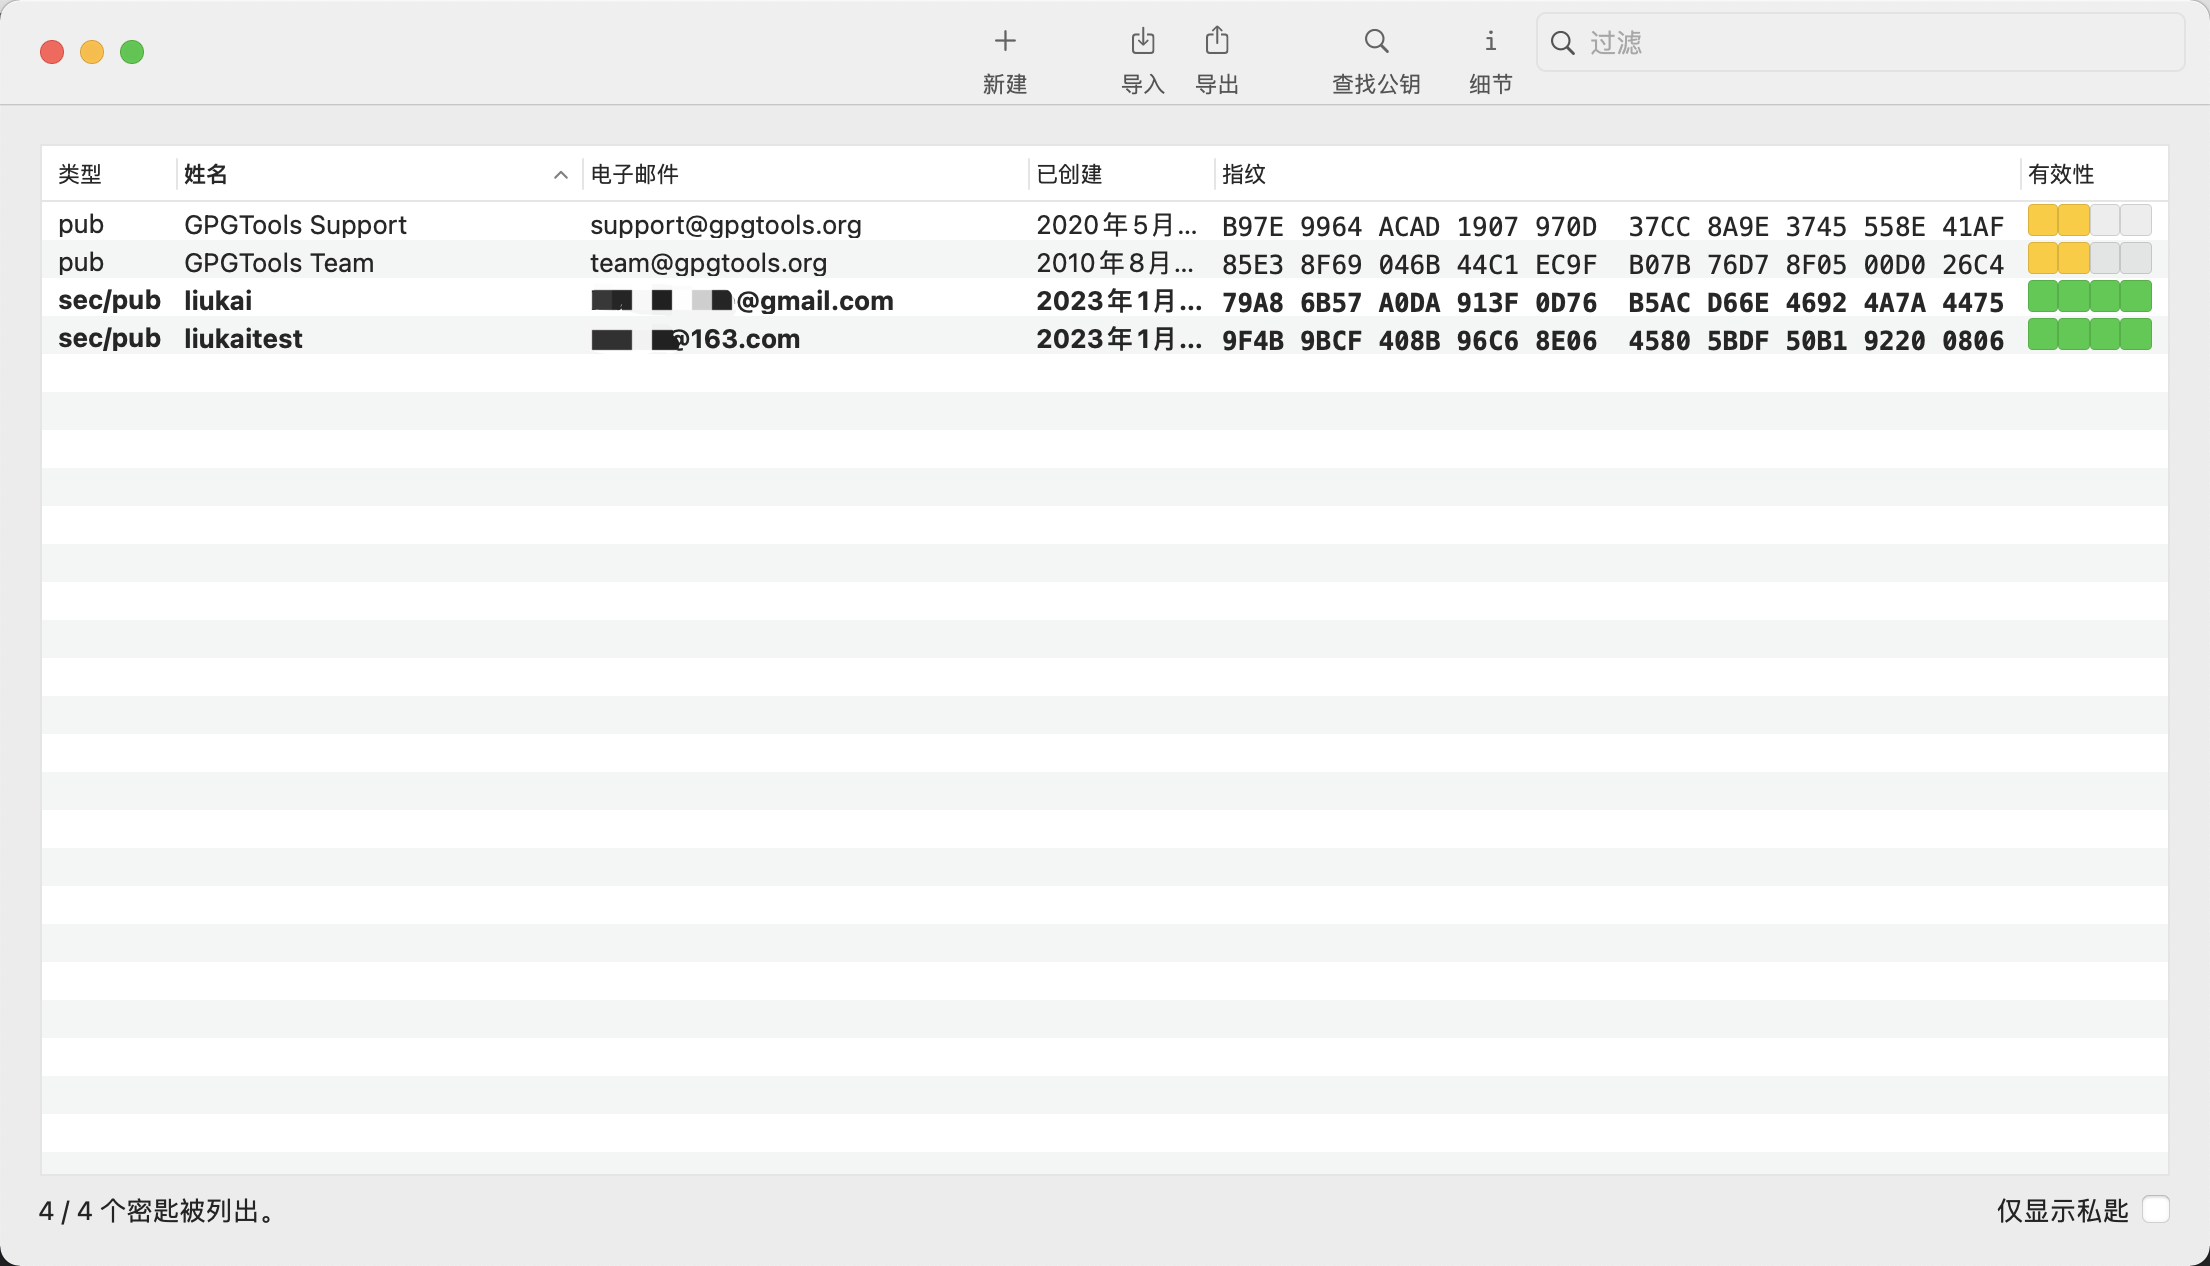 新建 导入 导出 查找公钥 细节 过滤
类型 姓名 电子邮件 已创建 指纹 有效性
pub GPGTools Support support@gpgtools.org 2020年5月... B97E 9964 ACAD 1907 970D 37CC 8A9E 3745 558E 41AF
pub GPGTools Team team@gpgtools.org 2010年8月... 85E3 8F69 046B 44C1 EC9F B07B 76D7 8F05 00D0 26C4
sec/pub liukai @gmail.com 2023年1月... 79A8 6B57 A0DA 913F 0D76 B5AC D66E 4692 4A7A 4475
sec/pub liukaitest @163.com 2023年1月... 9F4B 9BCF 408B 96C6 8E06 4580 5BDF 50B1 9220 0806
4 / 4 个密匙被列出。 仅显示私匙